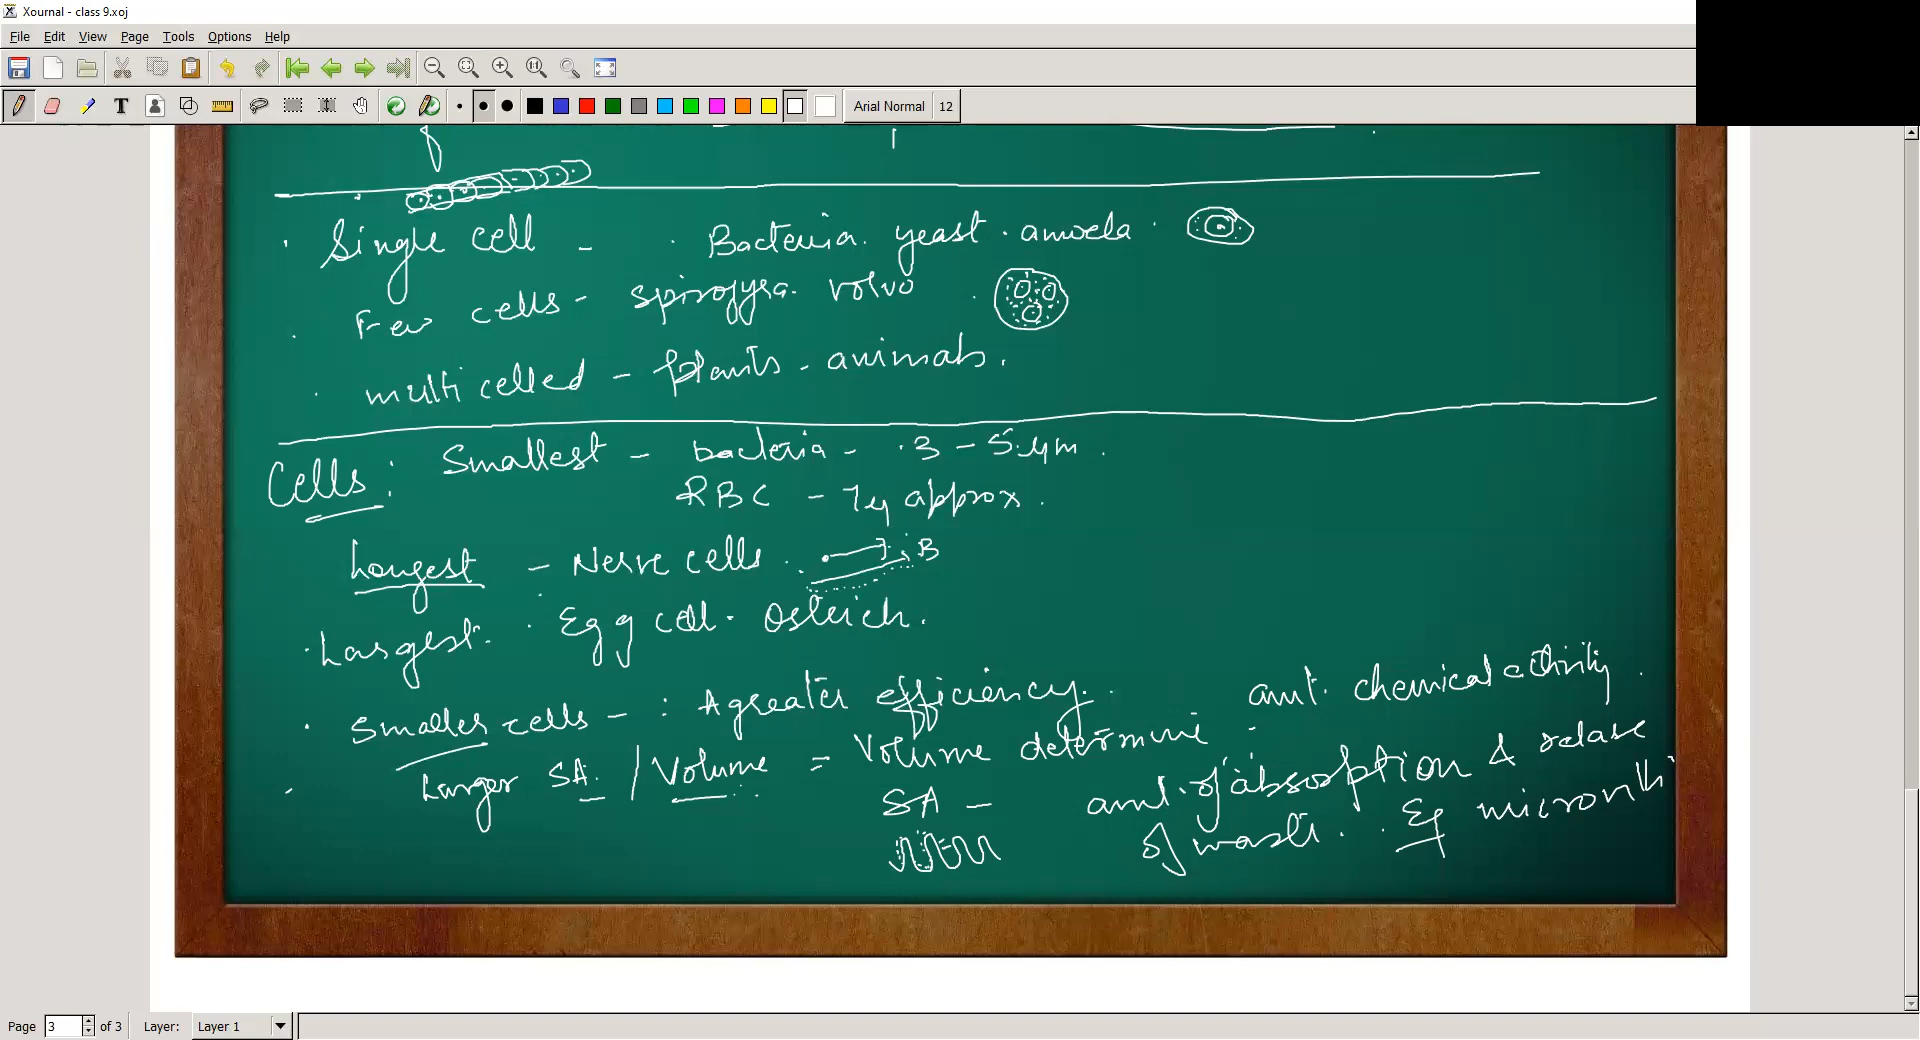 Xournal - class 9.xoj
File Edit View Page Tools Options Help
Arial Normal 12
Single cell - Bacteria. yeast. amoeba.
Few cells - spirogyra. volvo
multi celled - plants - animals.
Cells: Smallest - bacteria - .3 - 5 µm.
RBC - 7µ approx.
Longest - Nerve cells. B
Largest. Egg cell. Ostrich.
Smaller cells - : A greater efficiency.
Larger SA. / Volume = Volume determine amt. chemical activity.
SA - amt. of absorption & relase
of waste. Eg microvilli
Page 3 of 3 Layer: Layer 1